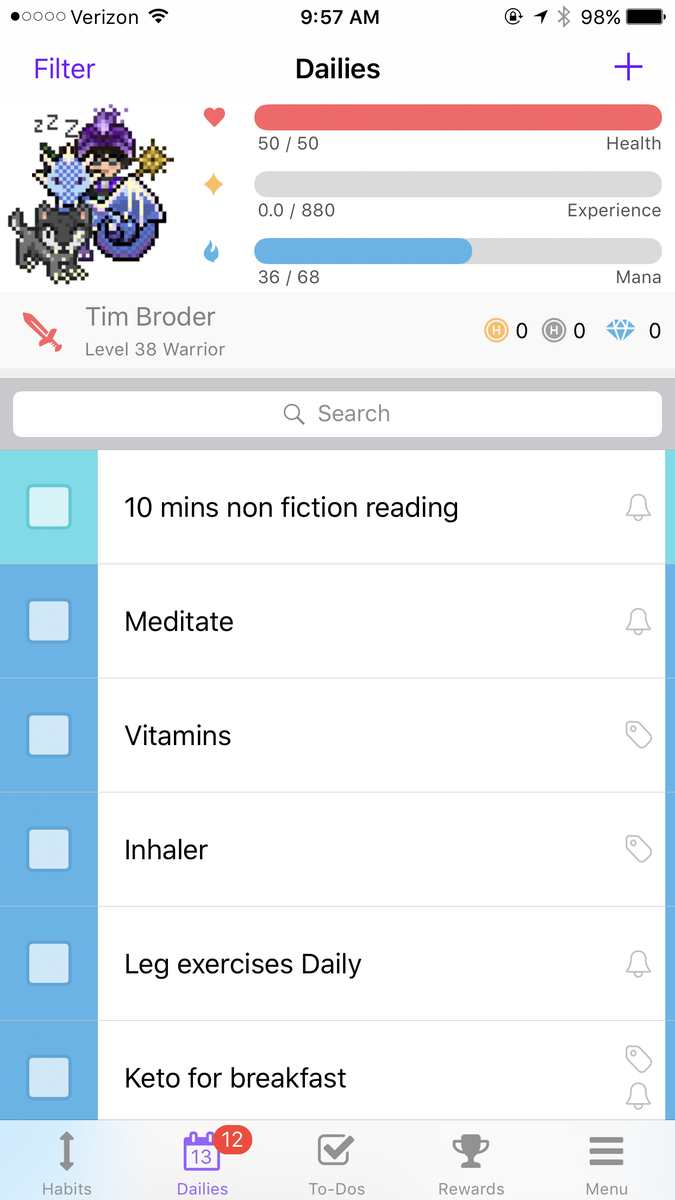 Verizon 9:57 AM 98%
Filter Dailies +
zzz
50 / 50 Health
0.0 / 880 Experience
36 / 68 Mana
Tim Broder
Level 38 Warrior
H 0 H 0 0
Search
10 mins non fiction reading
Meditate
Vitamins
Inhaler
Leg exercises Daily
Keto for breakfast
12
13
Habits Dailies To-Dos Rewards Menu